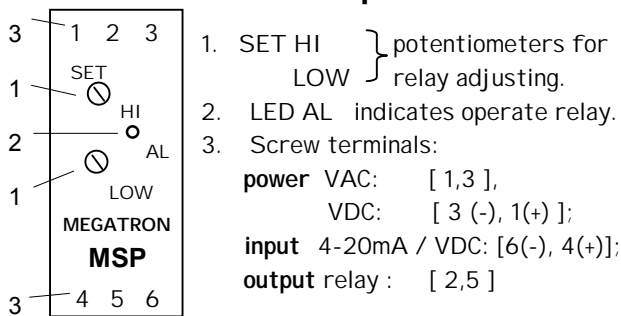 3
1 2 3
SET
1
HI
2
AL
1
LOW
MEGATRON
MSP
3
4 5 6
1. SET HI potentiometers for
LOW relay adjusting.
2. LED AL indicates operate relay.
3. Screw terminals:
power VAC: [ 1,3 ],
VDC: [ 3 (-), 1(+) ];
input 4-20mA / VDC: [6(-), 4(+)];
output relay : [ 2,5 ]